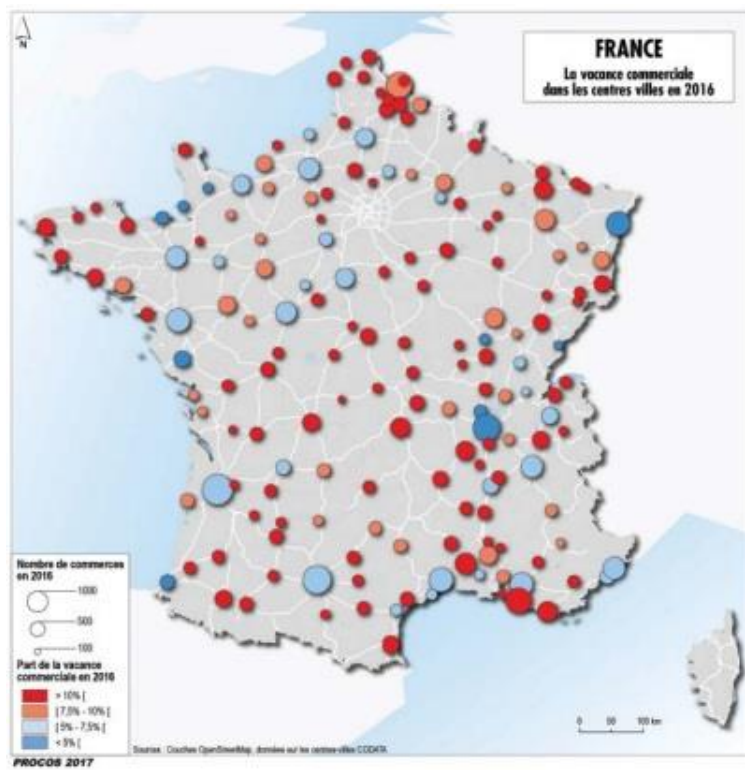 N
FRANCE
La vacance commerciale
dans les centres villes en 2016
Nombre de commerces
en 2016
1000
500
100
Part de la vacance
commerciale en 2016
> 10% [
[ 7,5% - 10% [
[ 5% - 7,5% [
< 5% [
0 50 100 km
Sources : Couches OpenStreetMap, données sur les centres-villes CODATA
PROCOS 2017